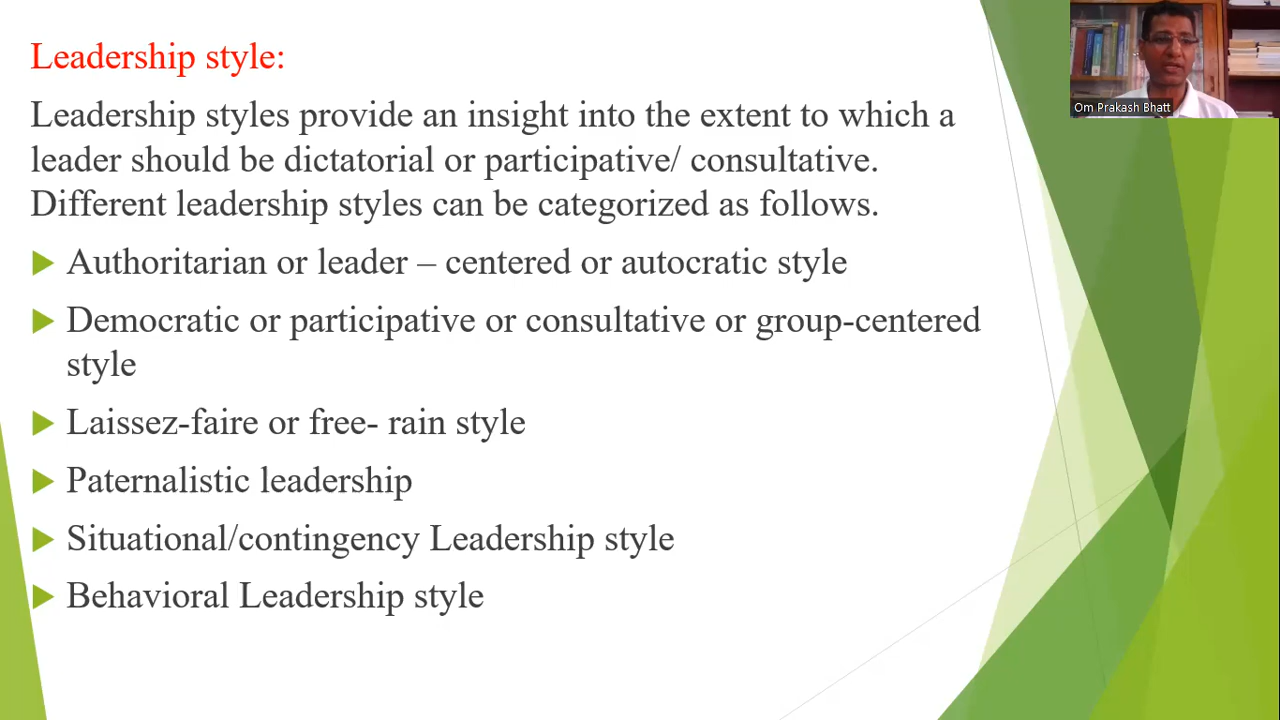 Leadership style:
Leadership styles provide an insight into the extent to which a
leader should be dictatorial or participative/ consultative.
Different leadership styles can be categorized as follows.
Authoritarian or leader – centered or autocratic style
Democratic or participative or consultative or group-centered
style
Laissez-faire or free- rain style
Paternalistic leadership
Situational/contingency Leadership style
Behavioral Leadership style
Om Prakash Bhatt